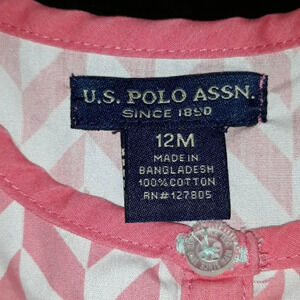 U.S. POLO ASSN.
SINCE 1890
12M
MADE IN
BANGLADESH
100% COTTON
RN# 127805